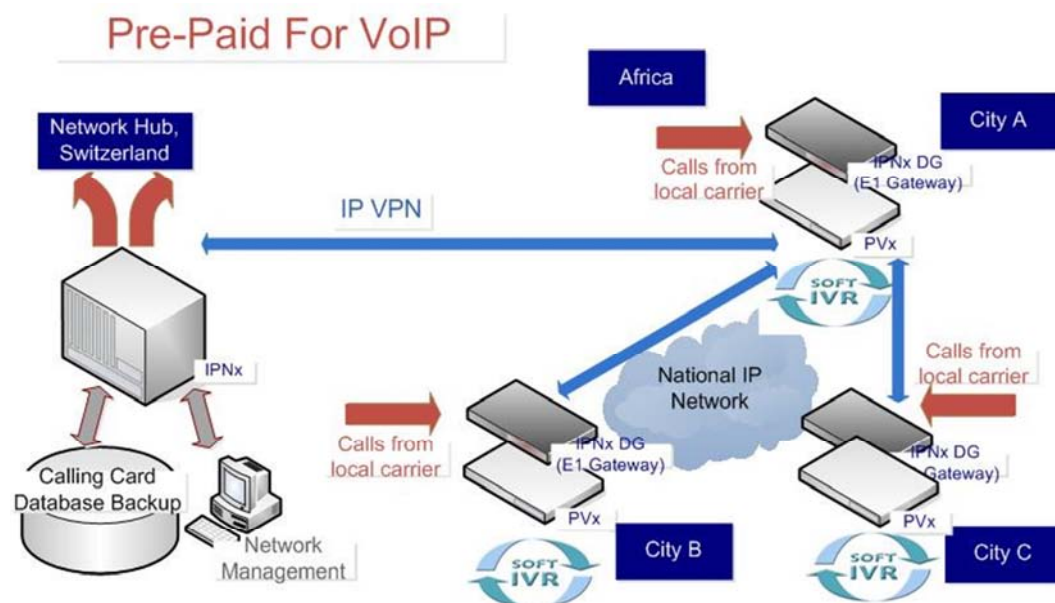 Pre-Paid For VoIP
Africa
City A
Network Hub,
Switzerland
Calls from
local carrier
IPNx DG
(E1 Gateway)
IP VPN
PVx
SOFT
IVR
IPNx
National IP
Network
Calls from
local carrier
Calls from
local carrier
IPNx DG
(E1 Gateway)
IPNx DG
Gateway)
Calling Card
Database Backup
PVx
PVx
Network
Management
City B
City C
SOFT
IVR
SOFT
IVR